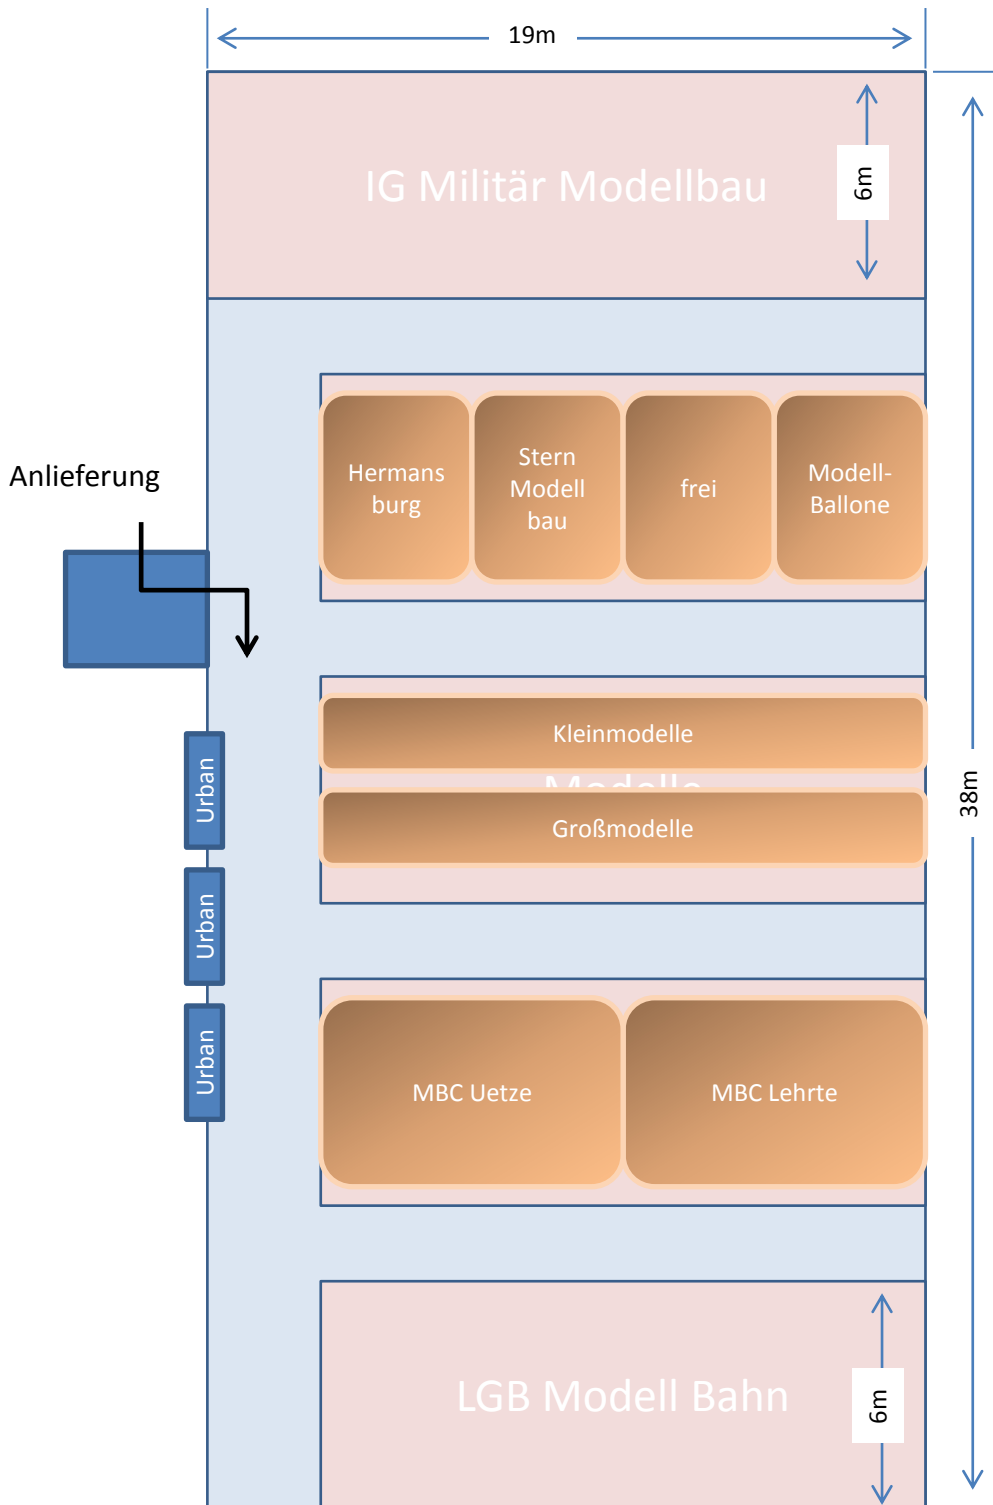 19m
IG Militär Modellbau
6m
Hermans
burg
Stern
Modell
bau
frei
Modell-
Ballone
Anlieferung
Kleinmodelle
Modelle
Großmodelle
38m
Urban
Urban
Urban
MBC Uetze
MBC Lehrte
LGB Modell Bahn
6m